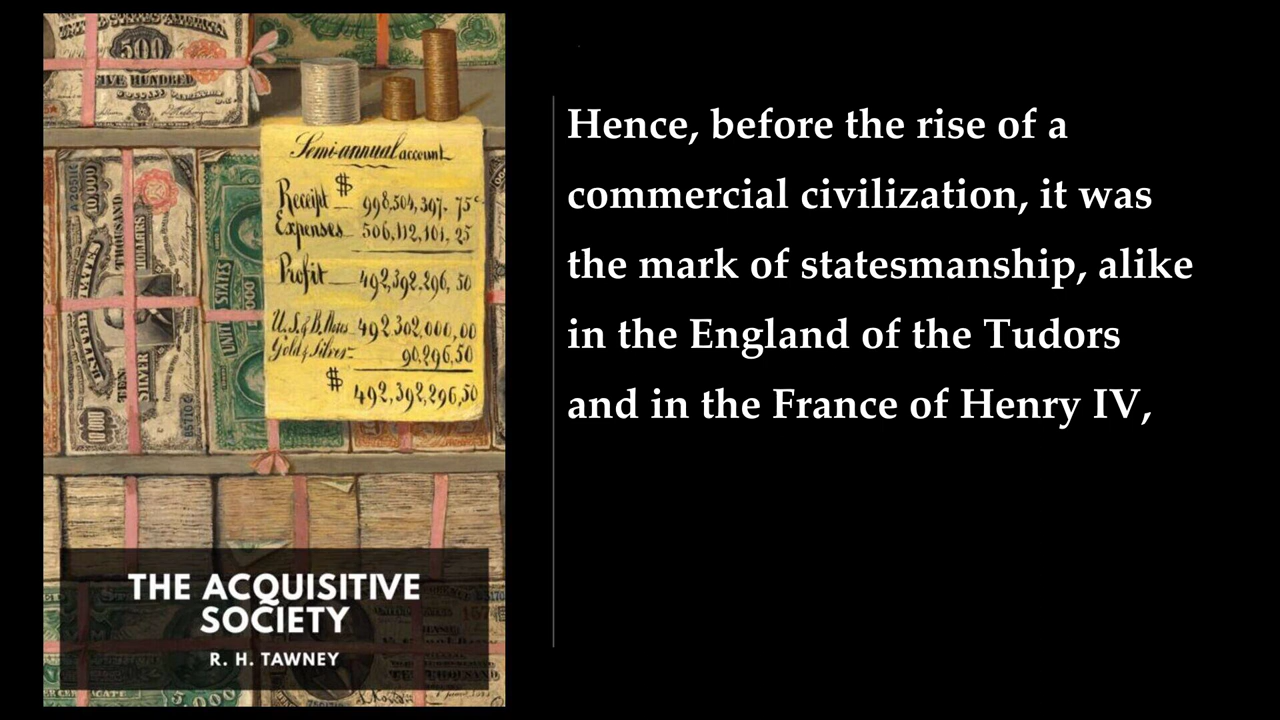 500
FIVE HUNDRED
Semi-annual account
$
Receipt 998,504,397. 75c
Expenses 506,112,101, 25
Profit 492,392,296, 50
U.S.&B. Notes 492302,000,00
Gold & Silver 90,296,50
$ 492,392,296,50
THE ACQUISITIVE
SOCIETY
R. H. TAWNEY
Hence, before the rise of a
commercial civilization, it was
the mark of statesmanship, alike
in the England of the Tudors
and in the France of Henry IV,